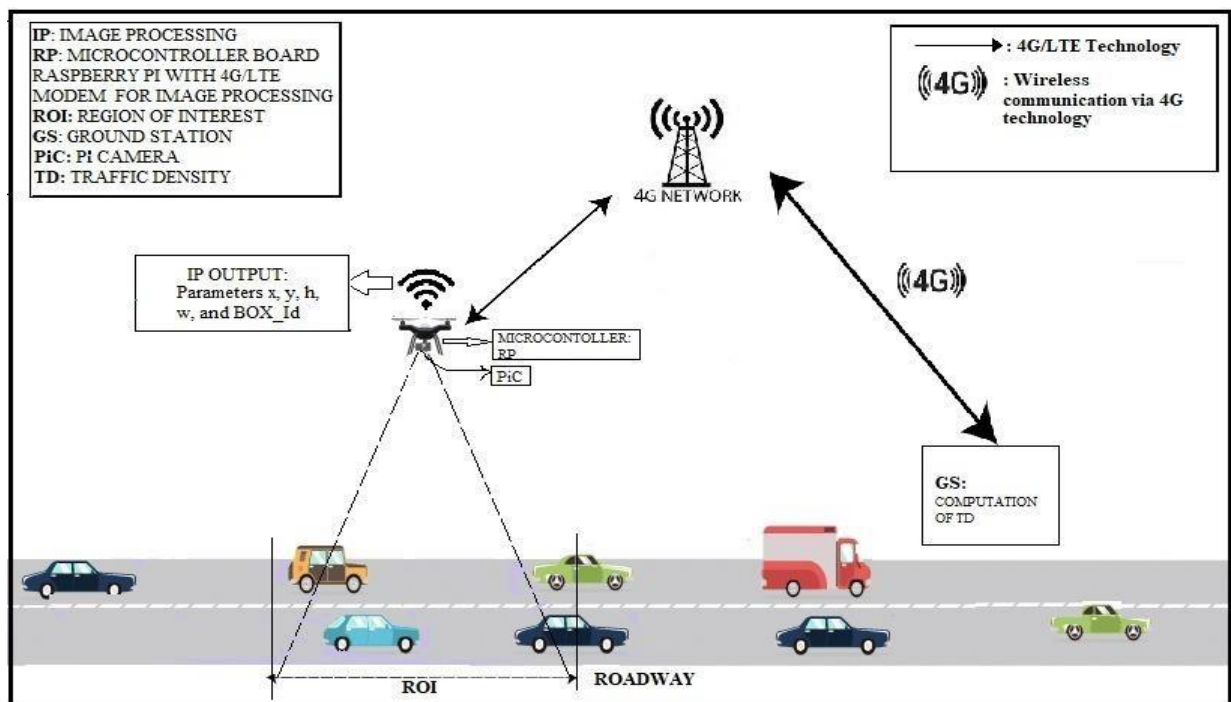 IP: IMAGE PROCESSING
RP: MICROCONTROLLER BOARD
RASPBERRY PI WITH 4G/LTE
MODEM FOR IMAGE PROCESSING
ROI: REGION OF INTEREST
GS: GROUND STATION
PiC: PI CAMERA
TD: TRAFFIC DENSITY
: 4G/LTE Technology
4G : Wireless
communication via 4G
technology
4G NETWORK
IP OUTPUT:
Parameters x, y, h,
w, and BOX_Id
4G
MICROCONTOLLER:
RP
PiC
GS:
COMPUTATION
OF TD
ROI
ROADWAY